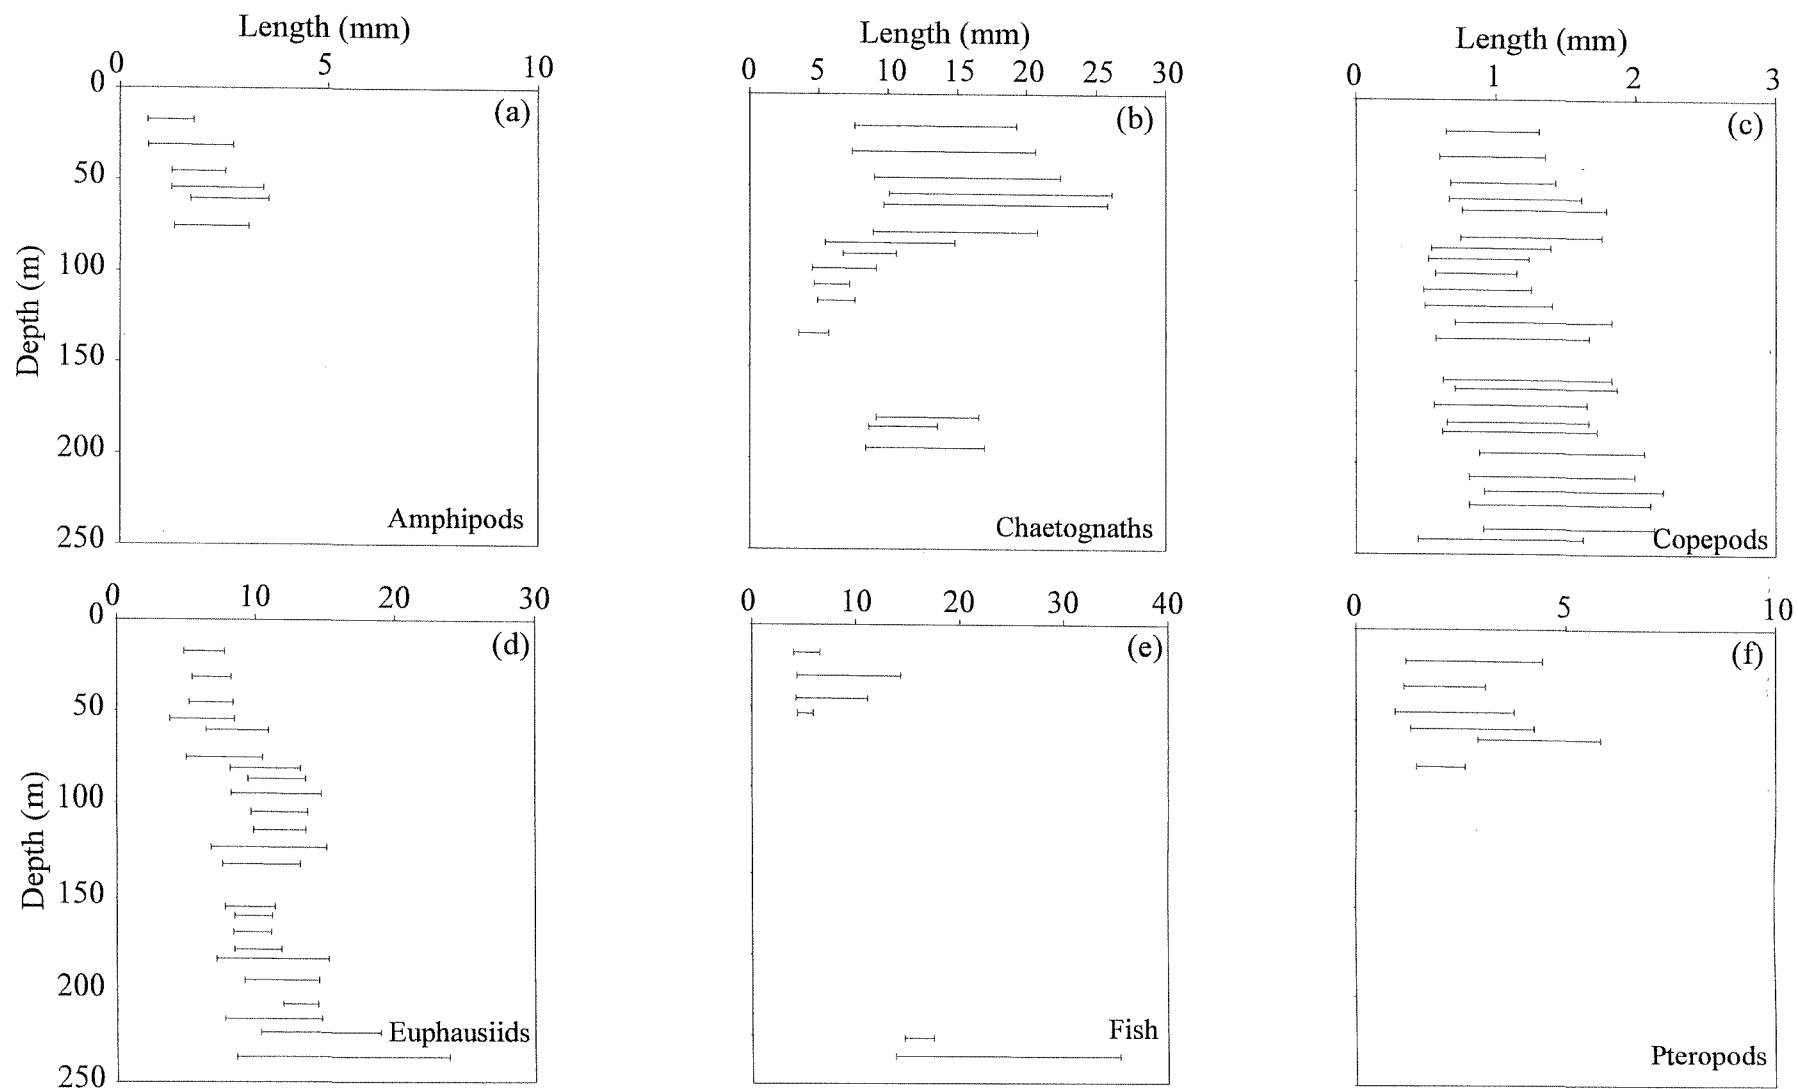 Length (mm)
0 5 10
0
50
100
150
200
250
Depth (m)
(a)
Amphipods
Length (mm)
0 5 10 15 20 25 30
(b)
Chaetognaths
Length (mm)
0 1 2 3
(c)
Copepods
0 10 20 30
0
50
100
150
200
250
Depth (m)
(d)
Euphausiids
0 10 20 30 40
(e)
Fish
0 5 10
(f)
Pteropods